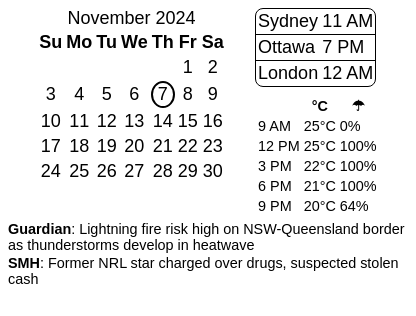 November 2024
Su Mo Tu We Th Fr Sa
1 2
3 4 5 6 7 8 9
10 11 12 13 14 15 16
17 18 19 20 21 22 23
24 25 26 27 28 29 30
Sydney 11 AM
Ottawa 7 PM
London 12 AM
°C ☂
9 AM 25°C 0%
12 PM 25°C 100%
3 PM 22°C 100%
6 PM 21°C 100%
9 PM 20°C 64%
Guardian: Lightning fire risk high on NSW-Queensland border
as thunderstorms develop in heatwave
SMH: Former NRL star charged over drugs, suspected stolen
cash